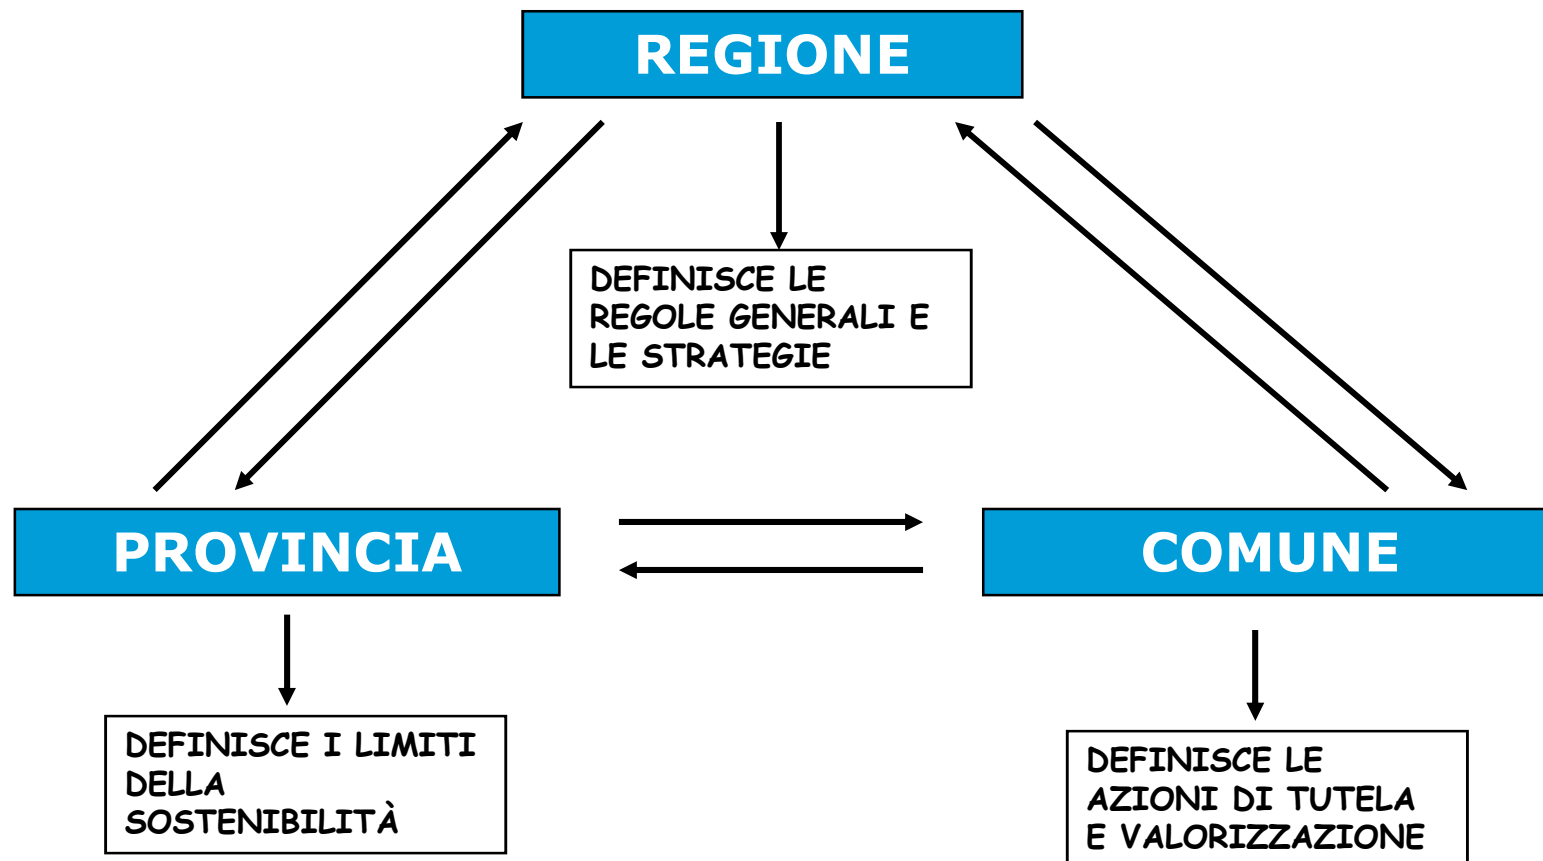 REGIONE
DEFINISCE LE
REGOLE GENERALI E
LE STRATEGIE
PROVINCIA
COMUNE
DEFINISCE I LIMITI
DELLA
SOSTENIBILITÀ
DEFINISCE LE
AZIONI DI TUTELA
E VALORIZZAZIONE